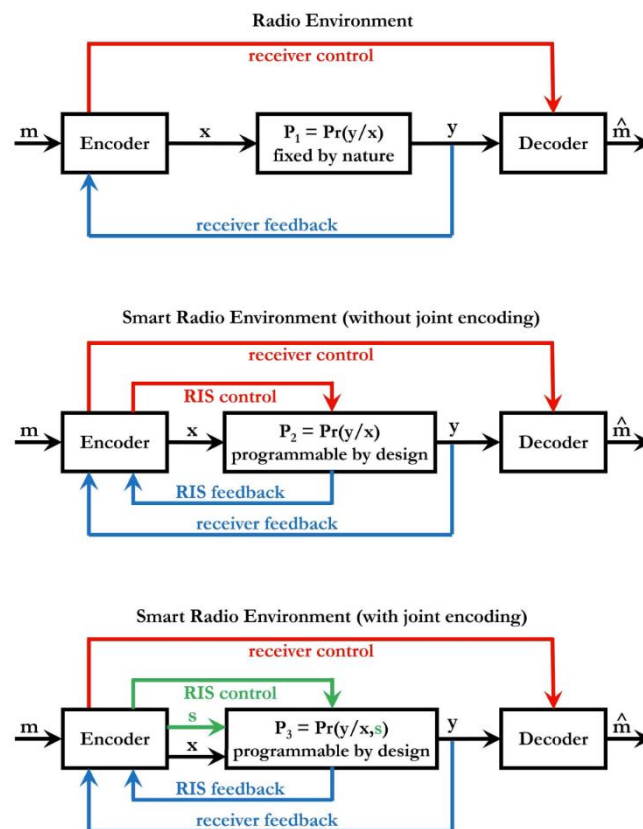 Radio Environment
receiver control
m
Encoder
x
P₁ = Pr(y/x)
fixed by nature
y
Decoder
m̂
receiver feedback
Smart Radio Environment (without joint encoding)
receiver control
RIS control
m
Encoder
x
P₂ = Pr(y/x)
programmable by design
y
Decoder
m̂
RIS feedback
receiver feedback
Smart Radio Environment (with joint encoding)
receiver control
RIS control
m
Encoder
s
x
P₃ = Pr(y/x,s)
programmable by design
y
Decoder
m̂
RIS feedback
receiver feedback